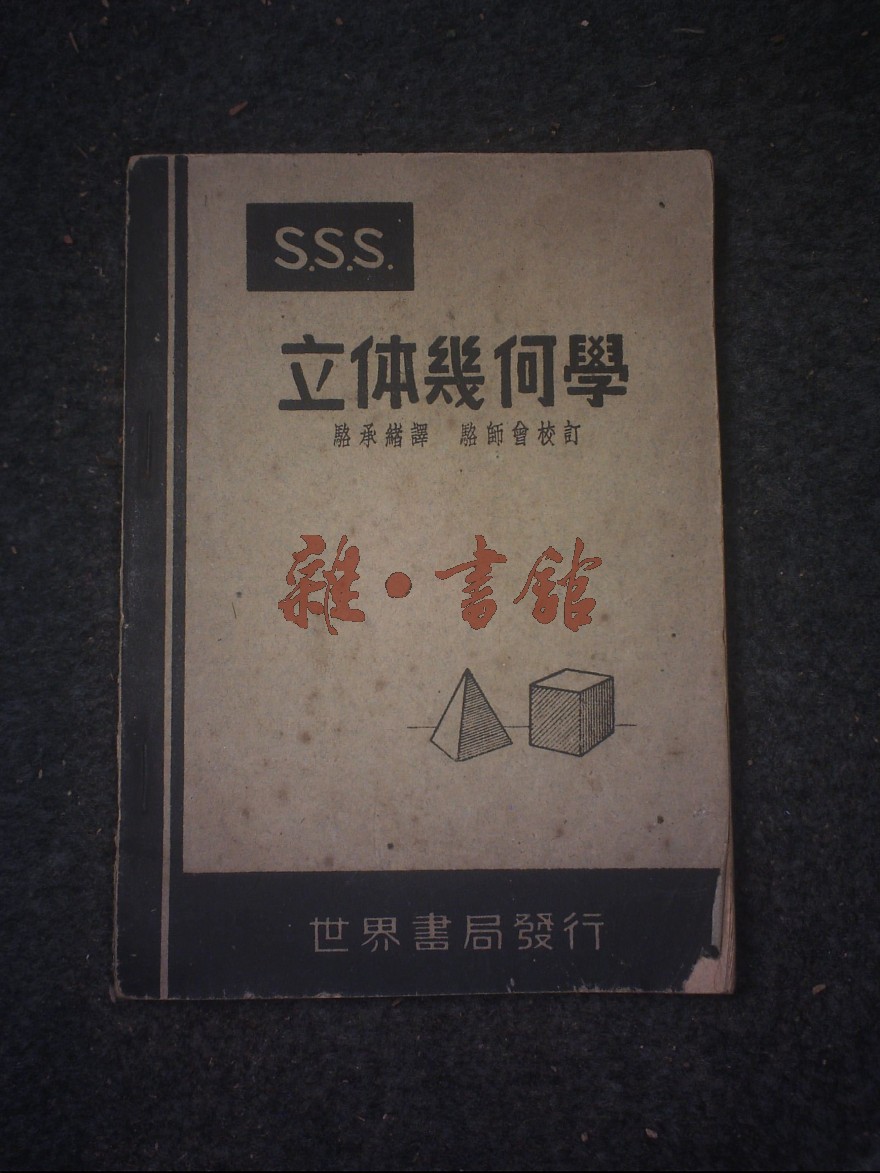 S.S.S.
立体幾何學
駱承緒譯　駱師曾校訂
雜·書舘
世界書局發行